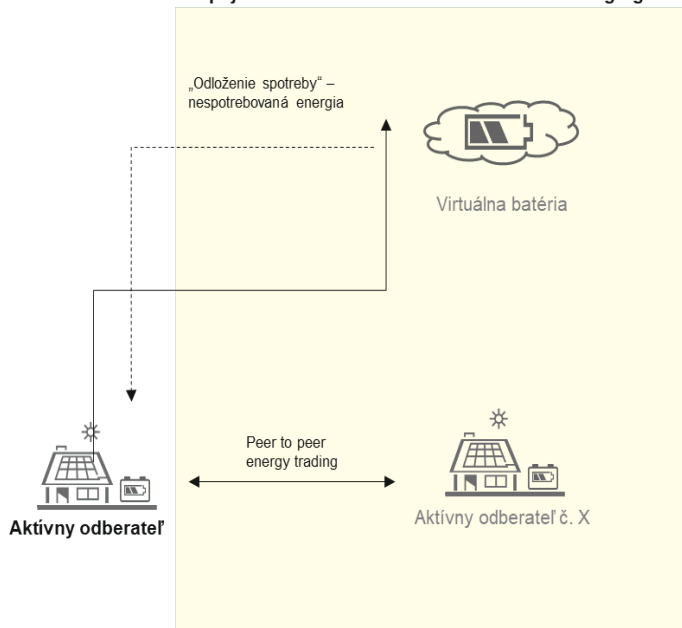 „Odloženie spotreby“ –
nespotrebovaná energia
Virtuálna batéria
Peer to peer
energy trading
Aktívny odberateľ
Aktívny odberateľ č. X